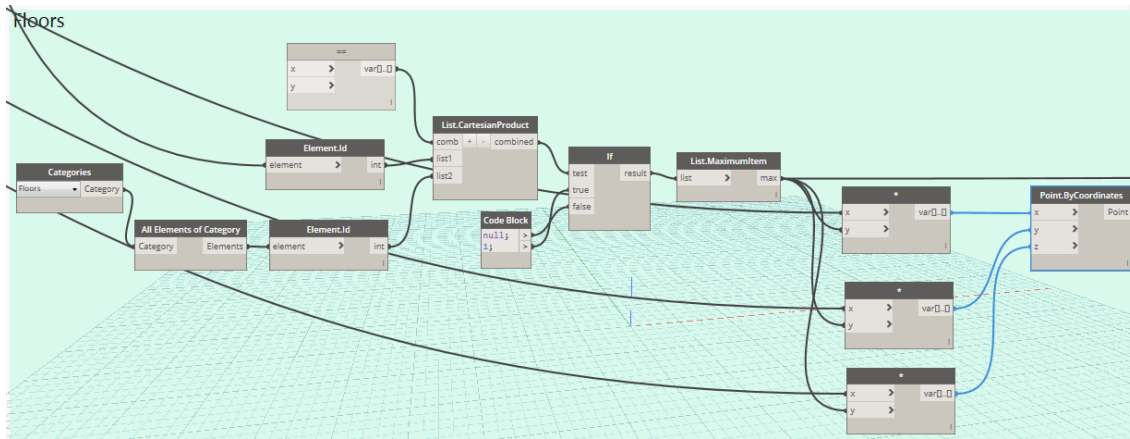 Floors
==
x > var[]..[]
y >
l
Categories
Floors Category
All Elements of Category
Category Elements
l
Element.Id
element > int
l
Element.Id
element > int
l
List.CartesianProduct
comb + - combined
list1
list2
l
Code Block
null; >
1; >
If
test result
true
false
l
List.MaximumItem
list > max
l
*
x > var[]..[]
y >
l
*
x > var[]..[]
y >
l
*
x > var[]..[]
y >
l
Point.ByCoordinates
x > Point
y >
z >
l